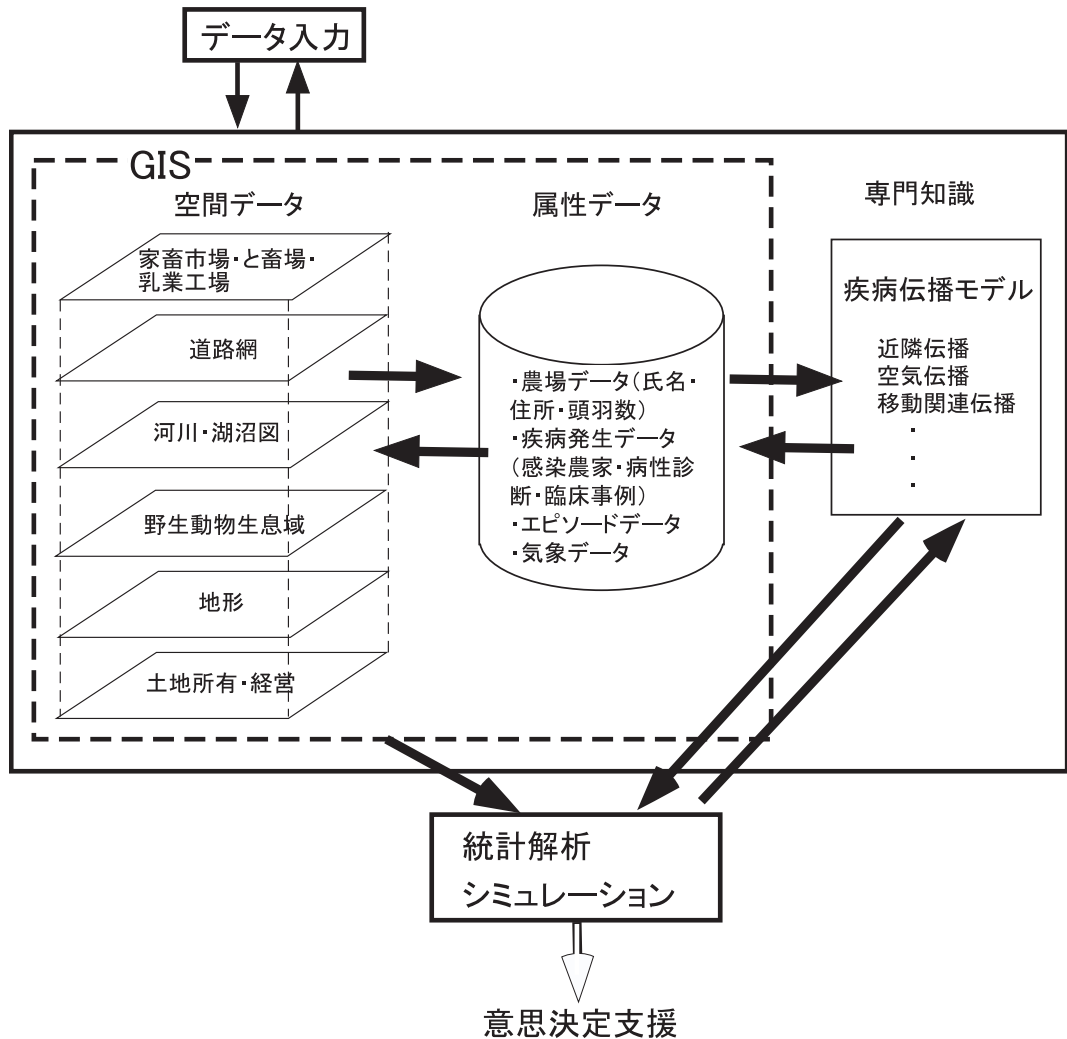 データ入力
GIS
空間データ
家畜市場・と畜場・
乳業工場
道路網
河川・湖沼図
野生動物生息域
地形
土地所有・経営
属性データ
・農場データ（氏名・
住所・頭羽数）
・疾病発生データ
（感染農家・病性診
断・臨床事例）
・エピソードデータ
・気象データ
専門知識
疾病伝播モデル
近隣伝播
空気伝播
移動関連伝播
・
・
・
統計解析
シミュレーション
意思決定支援